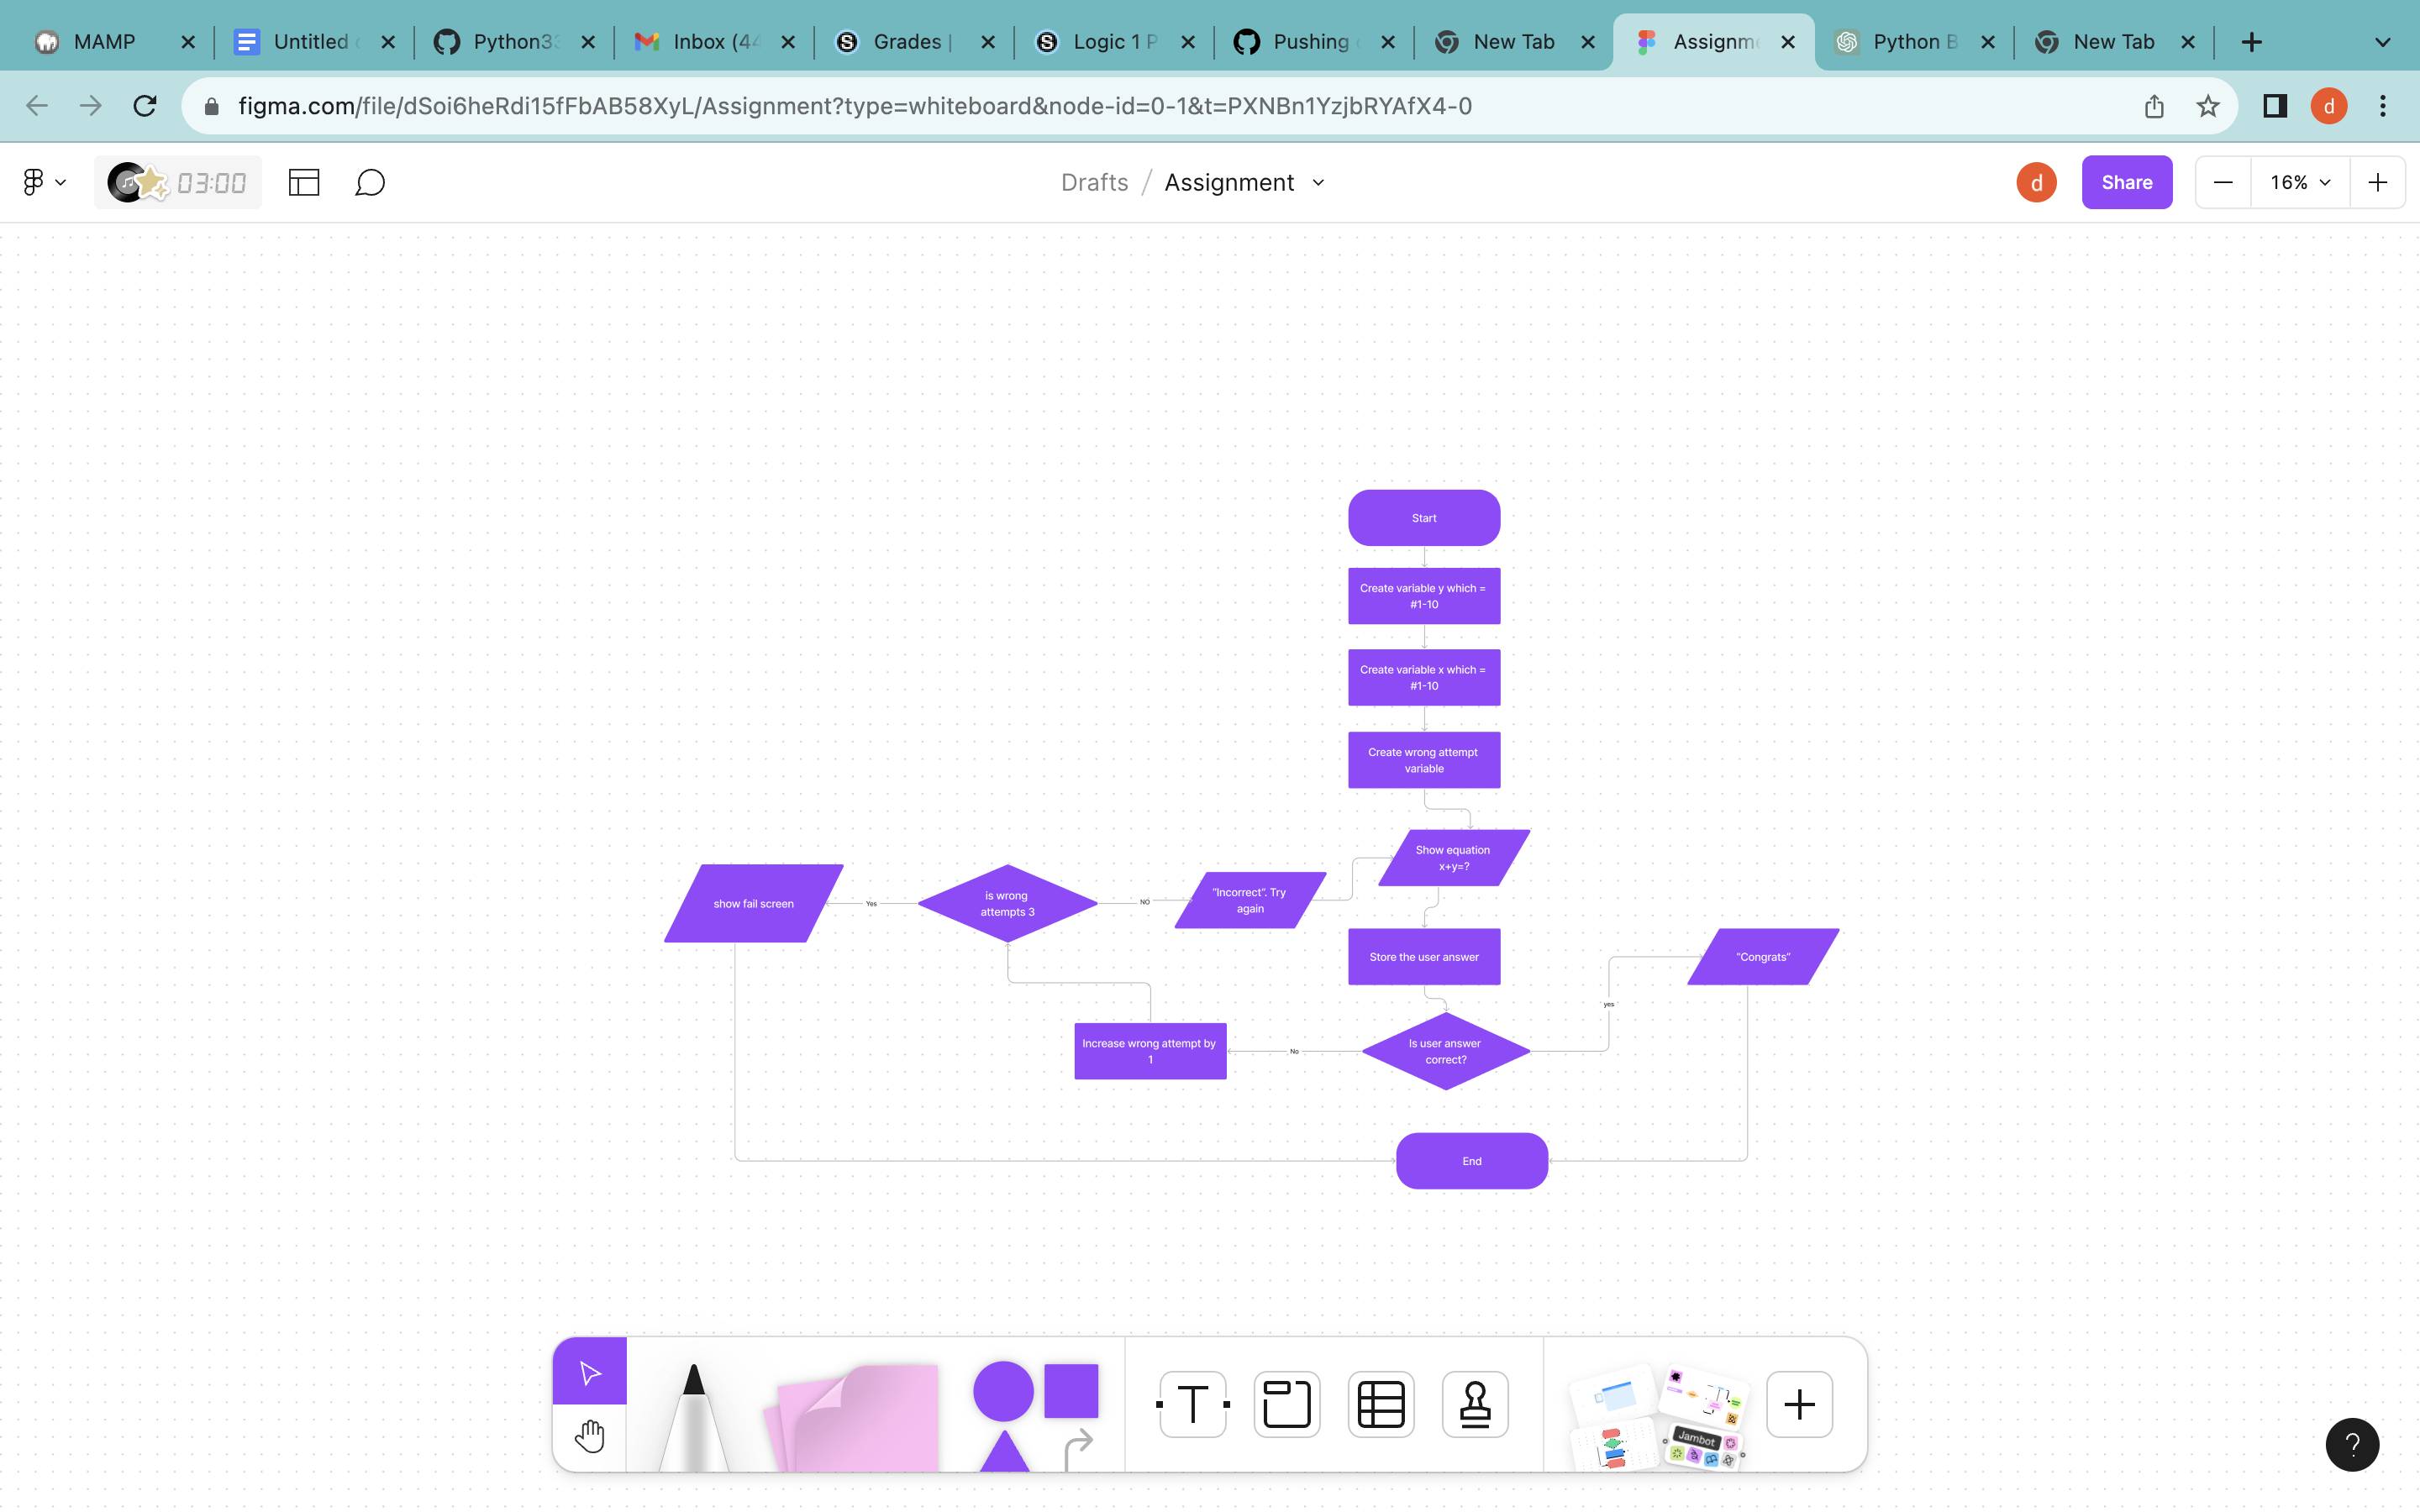 MAMP
Untitled
Python33
Inbox (44
Grades |
Logic 1 P
Pushing
New Tab
Assignm
Python B
New Tab
figma.com/file/dSoi6heRdi15fFbAB58XyL/Assignment?type=whiteboard&node-id=0-1&t=PXNBn1YzjbRYAfX4-0
d
03:00
Drafts / Assignment
d
Share
16%
Start
Create variable y which =
#1-10
Create variable x which =
#1-10
Create wrong attempt
variable
Show equation
x+y=?
show fail screen
Yes
is wrong
attempts 3
NO
"Incorrect". Try
again
Store the user answer
"Congrats"
yes
Increase wrong attempt by
1
No
Is user answer
correct?
End
T
Jambot
?